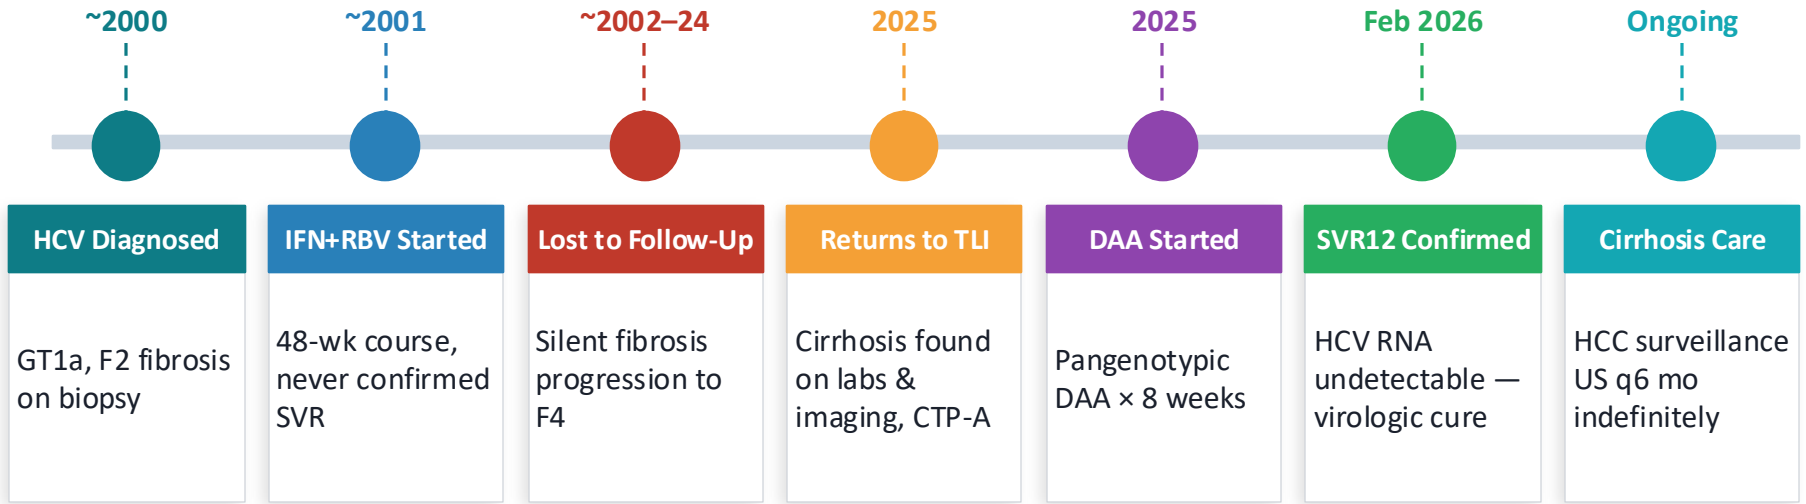 ~2000
~2001
~2002–24
2025
2025
Feb 2026
Ongoing
HCV Diagnosed
GT1a, F2 fibrosis
on biopsy
IFN+RBV Started
48-wk course,
never confirmed
SVR
Lost to Follow-Up
Silent fibrosis
progression to
F4
Returns to TLI
Cirrhosis found
on labs &
imaging, CTP-A
DAA Started
Pangenotypic
DAA × 8 weeks
SVR12 Confirmed
HCV RNA
undetectable —
virologic cure
Cirrhosis Care
HCC surveillance
US q6 mo
indefinitely